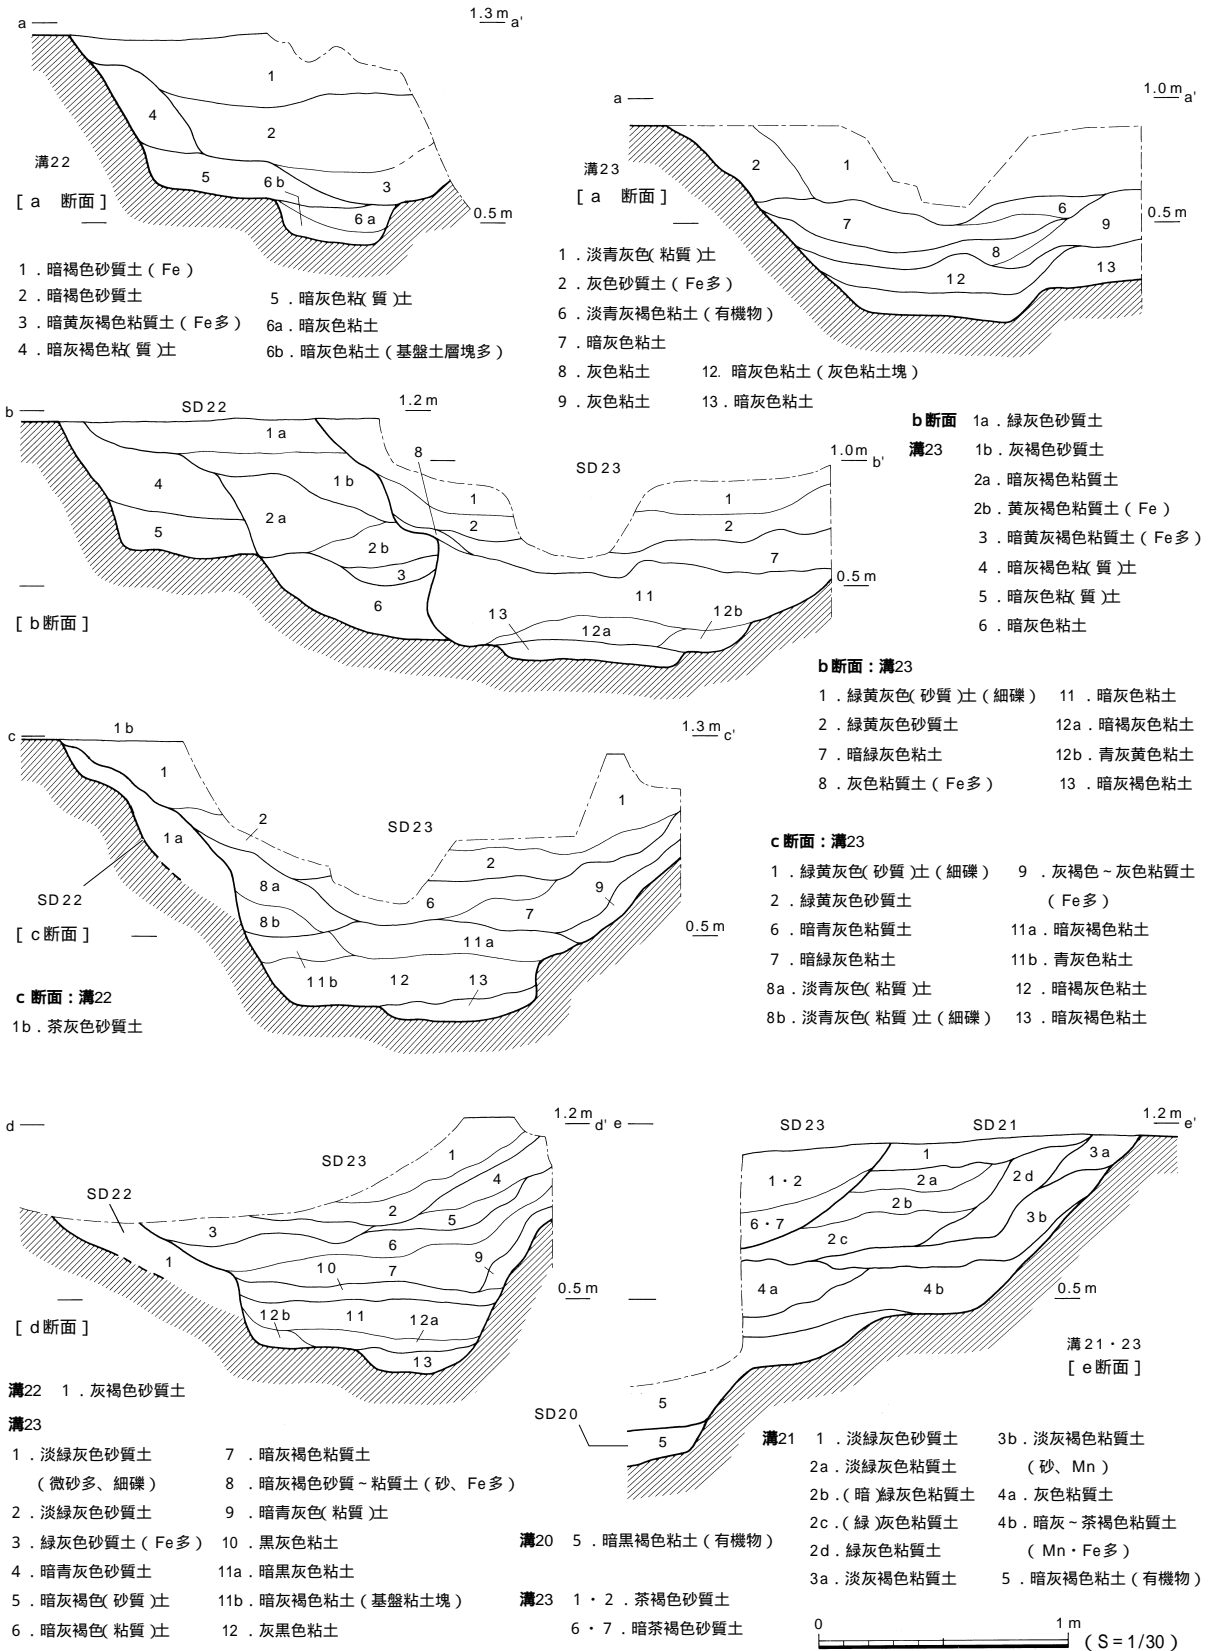 a 1.3m a'
1
4
2
溝22
5 6b 3
[ a 断面 ]
6a 0.5m
1．暗褐色砂質土（Fe）
2．暗褐色砂質土
3．暗黄灰褐色粘質土（Fe多）
4．暗灰褐色粘(質)土
5．暗灰色粘(質)土
6a．暗灰色粘土
6b．暗灰色粘土（基盤土層塊多）
a 1.0m a'
2 1
溝23
[ a 断面 ]
6 0.5m
7 9
8
12 13
1．淡青灰色(粘質)土
2．灰色砂質土（Fe多）
6．淡青灰褐色粘土（有機物）
7．暗灰色粘土
8．灰色粘土
9．灰色粘土
12. 暗灰色粘土（灰色粘土塊）
13．暗灰色粘土
b SD22 1.2m
1a
8 SD23 1.0m b'
4 1b 1 1
2a 2 2
5 2b 7
3 0.5m
6 11
13 12a 12b
[ b断面 ]
b断面 1a．緑灰色砂質土
溝23 1b．灰褐色砂質土
2a．暗灰褐色粘質土
2b．黄灰褐色粘質土（Fe）
3．暗黄灰褐色粘質土（Fe多）
4．暗灰褐色粘(質)土
5．暗灰色粘(質)土
6．暗灰色粘土
b断面：溝23
1．緑黄灰色(砂質)土（細礫）
2．緑黄灰色砂質土
7．暗緑灰色粘土
8．灰色粘質土（Fe多）
11．暗灰色粘土
12a．暗褐灰色粘土
12b．青灰黄色粘土
13．暗灰褐色粘土
c 1b 1.3m c'
1 1
2 SD23
1a 2
8a 6 9
SD22 8b 7
[ c断面 ] 11a 0.5m
11b 12 13
c断面：溝22
1b．茶灰色砂質土
c断面：溝23
1．緑黄灰色(砂質)土（細礫）
2．緑黄灰色砂質土
6．暗青灰色粘質土
7．暗緑灰色粘土
8a．淡青灰色(粘質)土
8b．淡青灰色(粘質)土（細礫）
9．灰褐色~灰色粘質土
（Fe多）
11a．暗灰褐色粘土
11b．青灰色粘土
12．暗褐灰色粘土
13．暗灰褐色粘土
d 1.2m d'
SD23 1
SD22 4
2
3 5
1 6
10 7 9
0.5m
12b 11 12a
[ d断面 ]
13
溝22 1．灰褐色砂質土
溝23
1．淡緑灰色砂質土
（微砂多、細礫）
2．淡緑灰色砂質土
3．緑灰色砂質土（Fe多）
4．暗青灰色砂質土
5．暗灰褐色(砂質)土
6．暗灰褐色(粘質)土
7．暗灰褐色粘質土
8．暗灰褐色砂質~粘質土（砂、Fe多）
9．暗青灰色(粘質)土
10．黒灰色粘土
11a．暗黒灰色粘土
11b．暗灰褐色粘土（基盤粘土塊）
12．灰黒色粘土
e SD23 SD21 1.2m e'
1 3a
1・2 2a 2d
2b
6・7 2c 3b
4a 4b 0.5m
溝21・23
[ e断面 ]
5
SD20
5
溝21 1．淡緑灰色砂質土
2a．淡緑灰色粘質土
2b．(暗)緑灰色粘質土
2c．(緑)灰色粘質土
2d．緑灰色粘質土
3a．淡灰褐色粘質土
3b．淡灰褐色粘質土
（砂、Mn）
4a．灰色粘質土
4b．暗灰~茶褐色粘質土
（Mn・Fe多）
5．暗灰褐色粘土（有機物）
溝20 5．暗黒褐色粘土（有機物）
溝23 1・2．茶褐色砂質土
6・7．暗茶褐色砂質土
0 1m
（S=1/30）